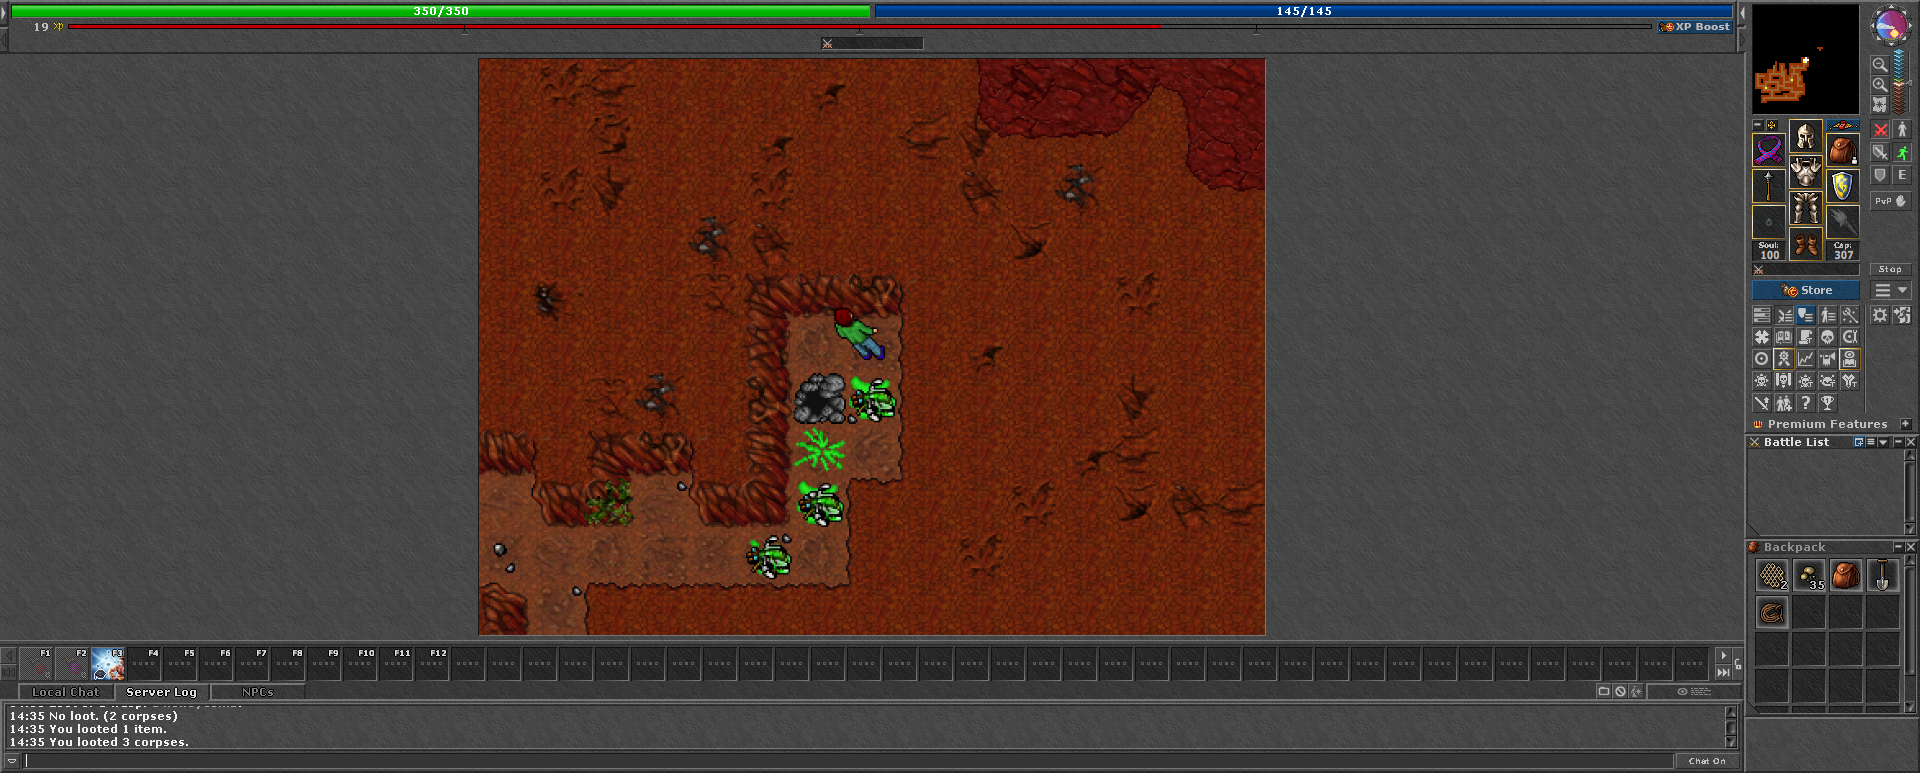 350/350
145/145
19 XP
XP Boost
Soul:
100
Cap:
307
E
PvP
Stop
Store
Premium Features
Battle List
Backpack
2
35
F1
F2
F3
F4
F5
F6
F7
F8
F9
F10
F11
F12
Local Chat
Server Log
NPCs
14:35 No loot. (2 corpses)
14:35 You looted 1 item.
14:35 You looted 3 corpses.
Chat On